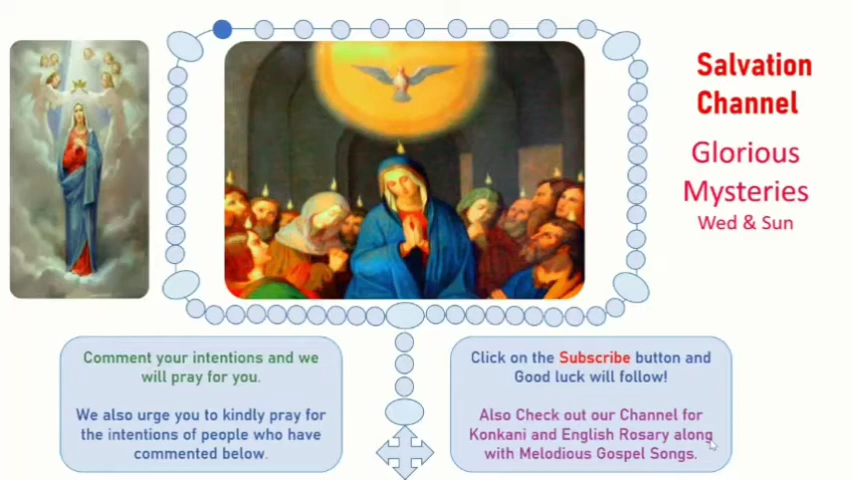 Salvation
Channel
Glorious
Mysteries
Wed & Sun
Comment your intentions and we
will pray for you.
We also urge you to kindly pray for
the intentions of people who have
commented below.
Click on the Subscribe button and
Good luck will follow!
Also Check out our Channel for
Konkani and English Rosary along
with Melodious Gospel Songs.